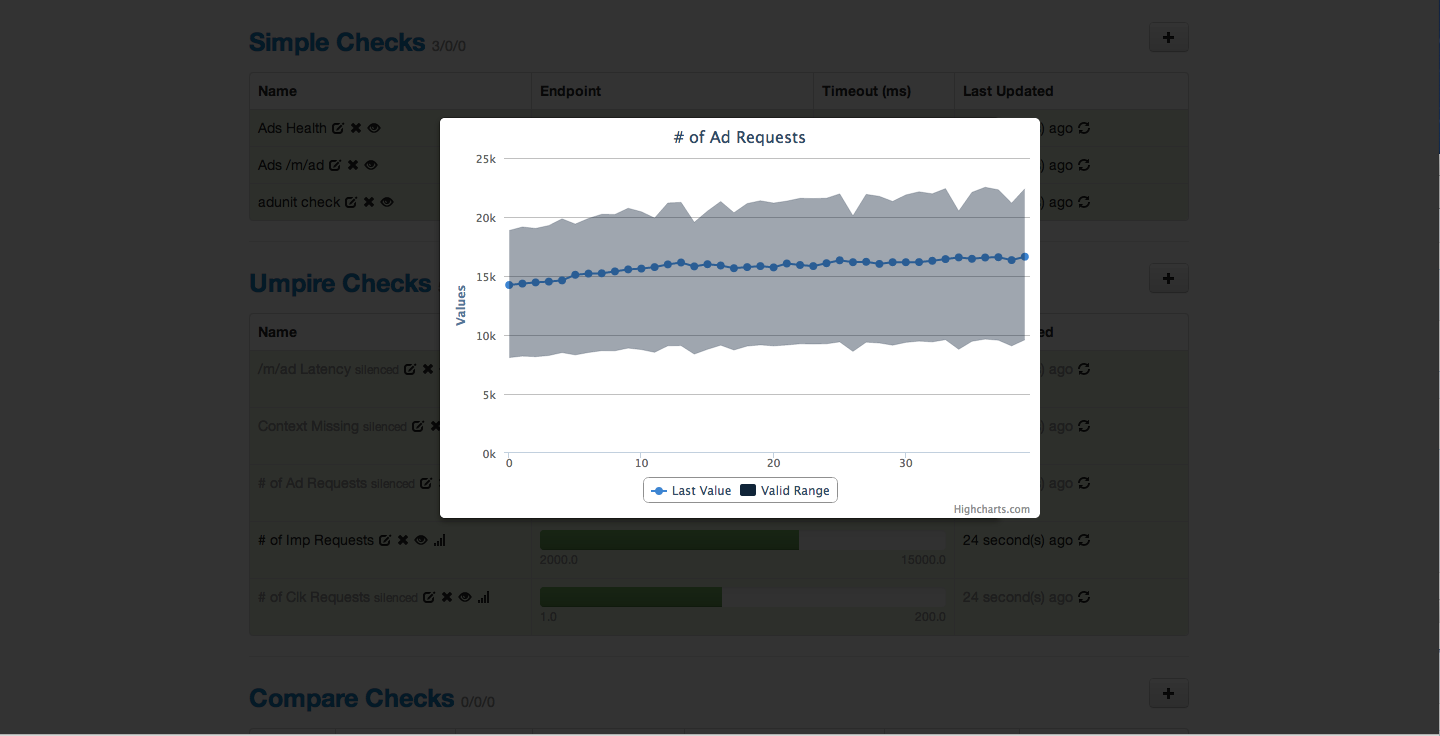 Simple Checks 3/0/0
Name Endpoint Timeout (ms) Last Updated
Ads Health ) ago
Ads /m/ad ) ago
adunit check ) ago
# of Ad Requests
25k
20k
15k
10k
5k
0k
Values
0 10 20 30
Last Value Valid Range
Highcharts.com
Umpire Checks
Name ed
/m/ad Latency silenced ) ago
Context Missing silenced ) ago
# of Ad Requests silenced ) ago
# of Imp Requests 24 second(s) ago
2000.0 15000.0
# of Clk Requests silenced 24 second(s) ago
1.0 200.0
Compare Checks 0/0/0